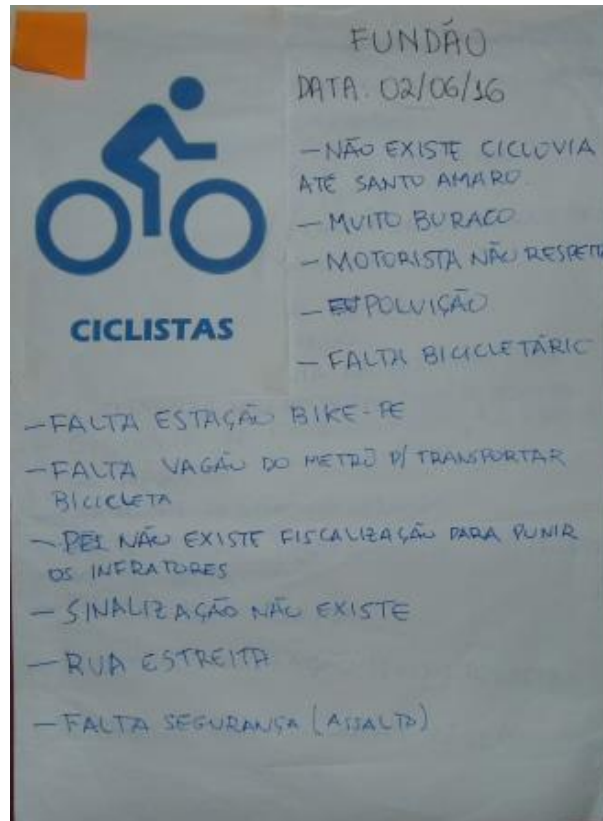 FUNDÃO
DATA: 02/06/16
CICLISTAS
— NÃO EXISTE CICLOVIA
ATÉ SANTO AMARO
— MUITO BURACO
— MOTORISTA NÃO RESPEITA
— POLUIÇÃO
— FALTA BICICLETÁRIO
— FALTA ESTAÇÃO BIKE-PE
— FALTA VAGÃO DO METRÔ P/ TRANSPORTAR
BICICLETA
— NÃO EXISTE FISCALIZAÇÃO PARA PUNIR
OS INFRATORES
— SINALIZAÇÃO NÃO EXISTE
— RUA ESTREITA
— FALTA SEGURANÇA (ASSALTO)